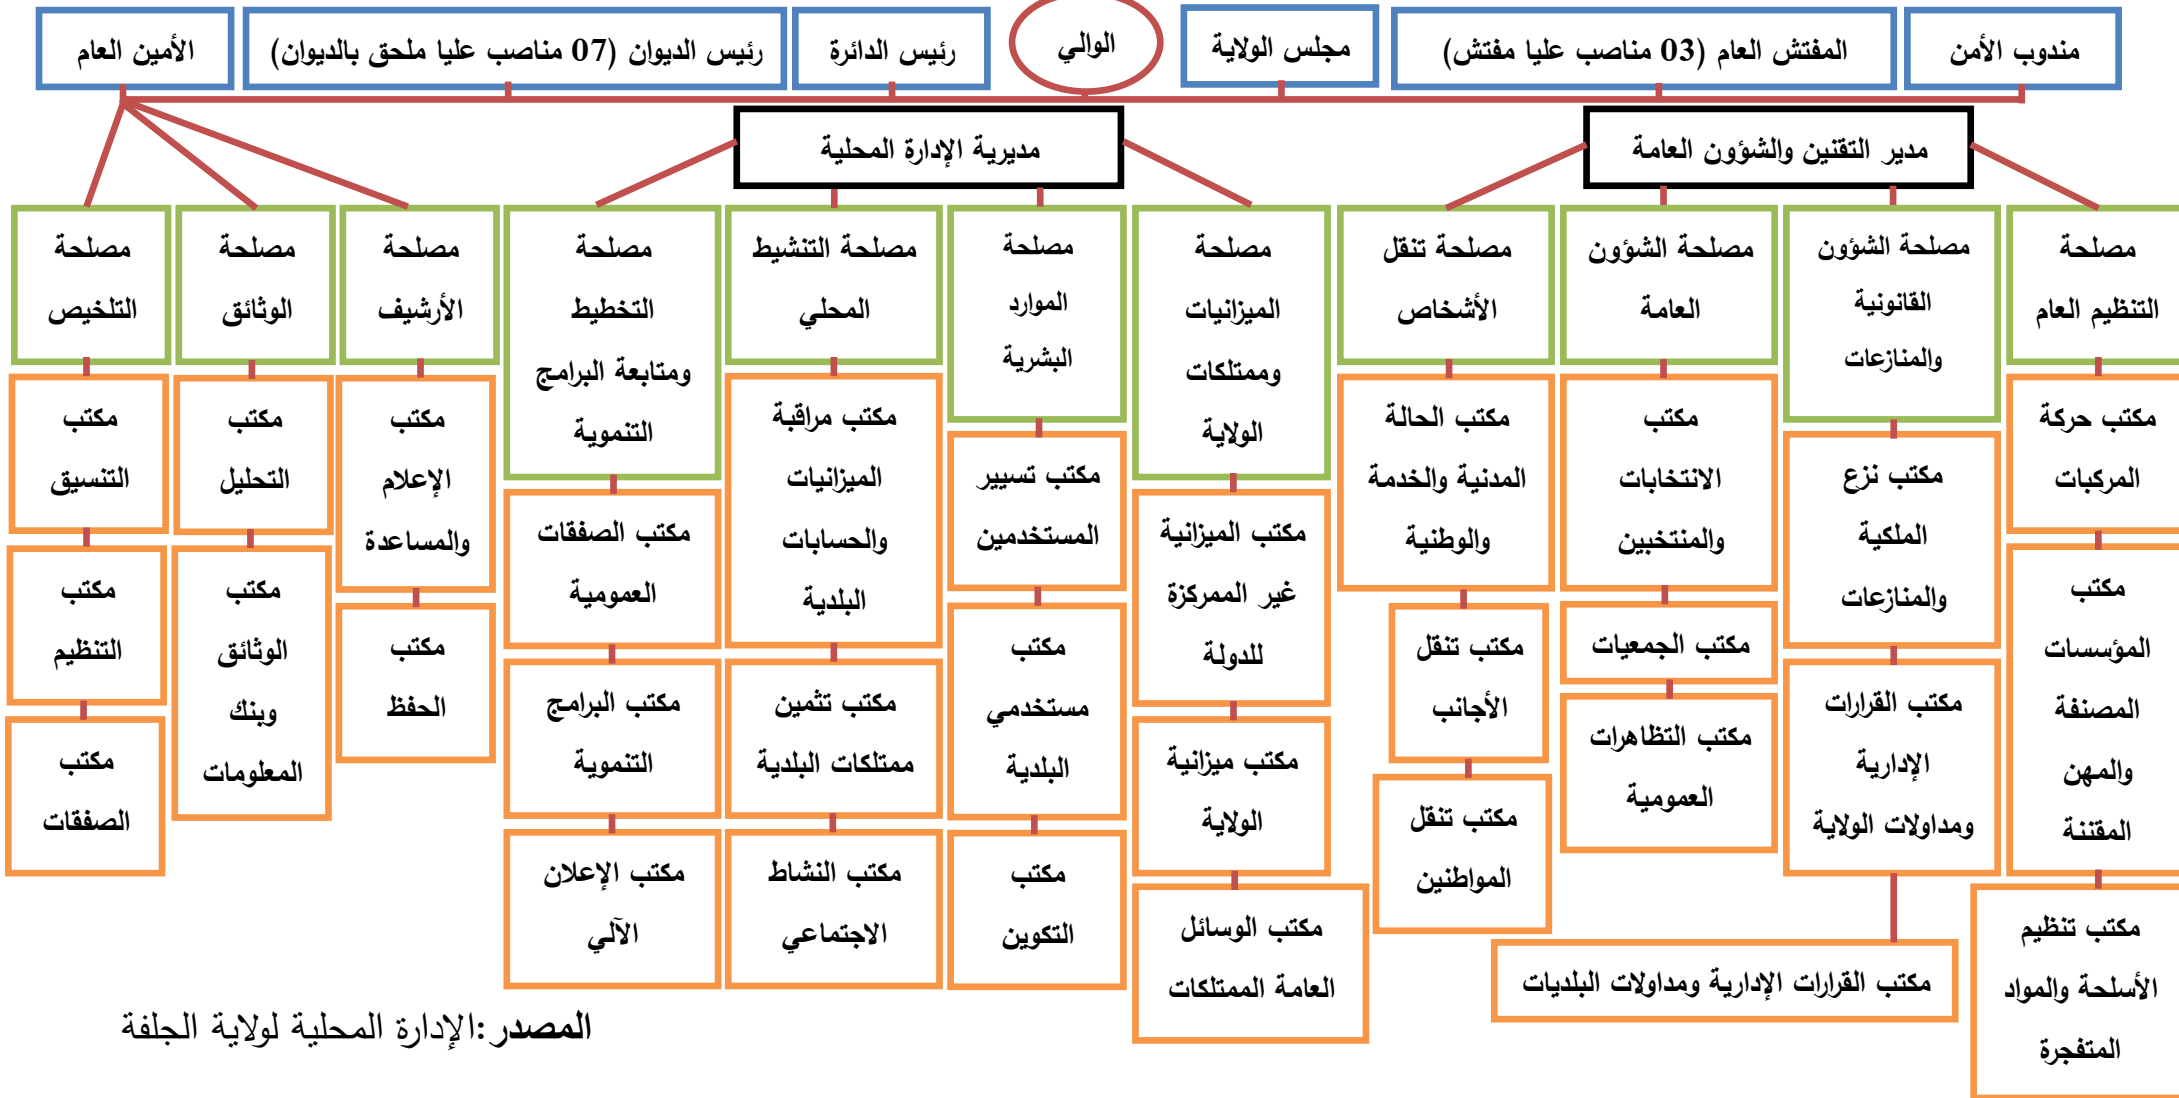 مندوب الأمن
المفتش العام (03 مناصب عليا مفتش)
مجلس الولاية
الوالي
رئيس الدائرة
رئيس الديوان (07 مناصب عليا ملحق بالديوان)
الأمين العام
مدير التقنين والشؤون العامة
مديرية الإدارة المحلية
مصلحة
التنظيم العام
مكتب حركة
المركبات
مكتب
المؤسسات
المصنفة
والمهن
المقننة
مكتب تنظيم
الأسلحة والمواد
المتفجرة
مصلحة الشؤون
القانونية
والمنازعات
مكتب نزع
الملكية
والمنازعات
مكتب القرارات
الإدارية
ومداولات الولاية
مكتب القرارات الإدارية ومداولات البلديات
مصلحة الشؤون
العامة
مكتب
الانتخابات
والمنتخبين
مكتب الجمعيات
مكتب التظاهرات
العمومية
مصلحة تنقل
الأشخاص
مكتب الحالة
المدنية والخدمة
والوطنية
مكتب تنقل
الأجانب
مكتب تنقل
المواطنين
مصلحة
الميزانيات
وممتلكات
الولاية
مكتب الميزانية
غير الممركزة
للدولة
مكتب ميزانية
الولاية
مكتب الوسائل
العامة الممتلكات
مصلحة
الموارد
البشرية
مكتب تسيير
المستخدمين
مكتب
مستخدمي
البلدية
مكتب
التكوين
مصلحة التنشيط
المحلي
مكتب مراقبة
الميزانيات
والحسابات
البلدية
مكتب تثمين
ممتلكات البلدية
مكتب النشاط
الاجتماعي
مصلحة
التخطيط
ومتابعة البرامج
التنموية
مكتب الصفقات
العمومية
مكتب البرامج
التنموية
مكتب الإعلان
الآلي
مصلحة
الأرشيف
مكتب
الإعلام
والمساعدة
مكتب
الحفظ
مصلحة
الوثائق
مكتب
التحليل
مكتب
الوثائق
وبنك
المعلومات
مصلحة
التلخيص
مكتب
التنسيق
مكتب
التنظيم
مكتب
الصفقات
المصدر:الإدارة المحلية لولاية الجلفة